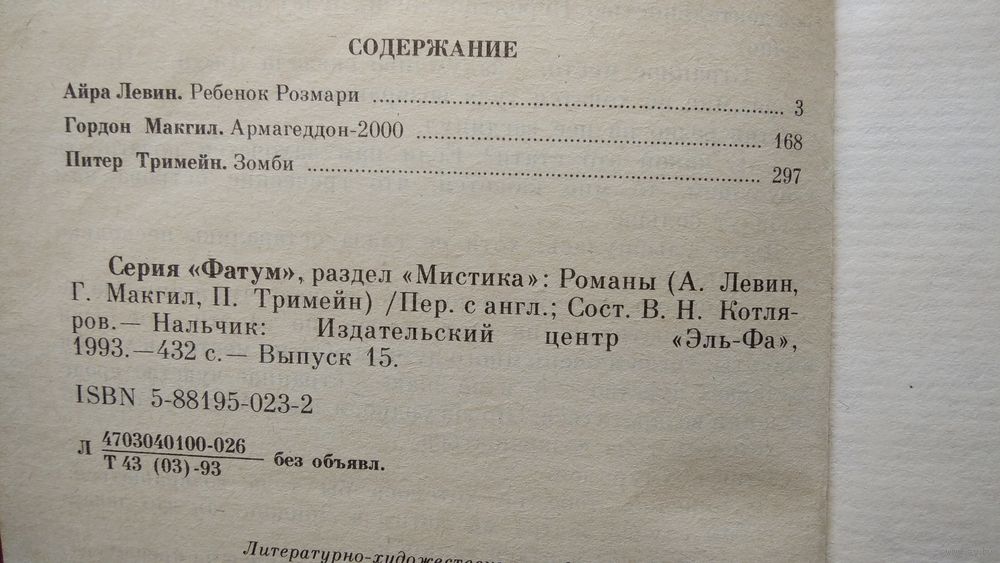 СОДЕРЖАНИЕ
Айра Левин. Ребенок Розмари ........................................ 3
Гордон Макгил. Армагеддон-2000 ........................................ 168
Питер Тримейн. Зомби ........................................ 297
Серия «Фатум», раздел «Мистика»: Романы (А. Левин,
Г. Макгил, П. Тримейн) /Пер. с англ.; Сост. В. Н. Котля-
ров.— Нальчик: Издательский центр «Эль-Фа»,
1993.—432 с.— Выпуск 15.
ISBN 5-88195-023-2
Л 4703040100-026
Т 43 (03)-93 без объявл.